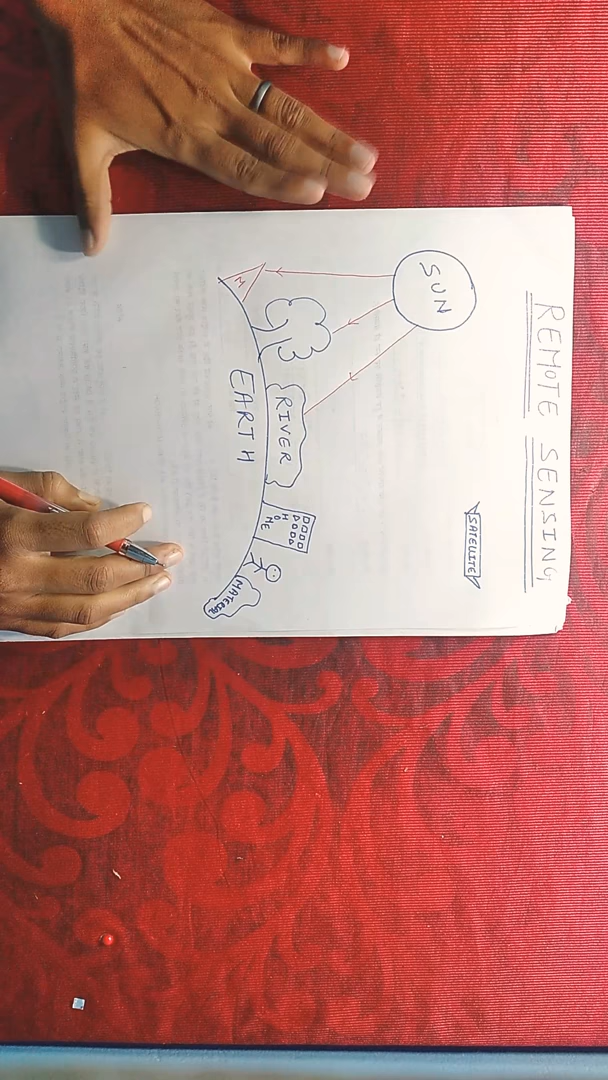 REMOTE SENSING
SUN
SATELLITE
M
RIVER
HOME
EARTH
MATERIAL